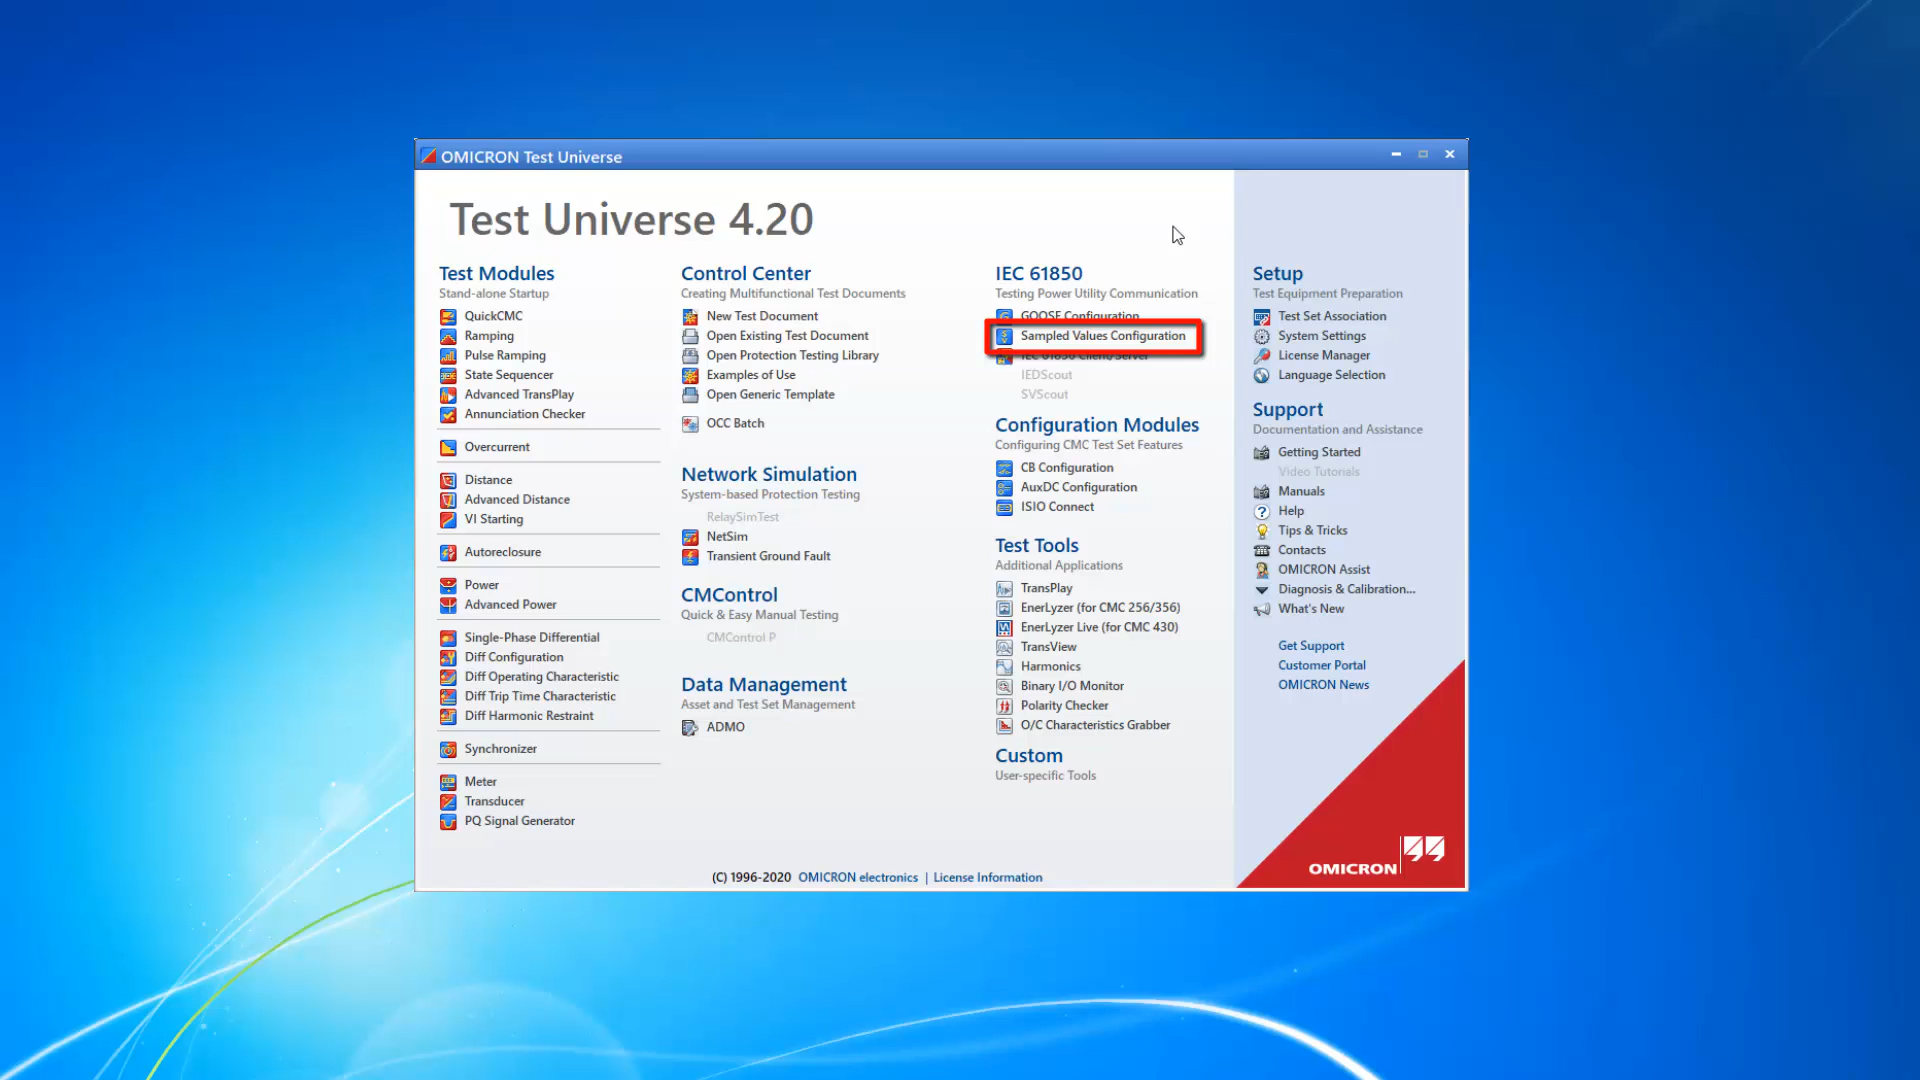 OMICRON Test Universe
Test Universe 4.20
Test Modules
Stand-alone Startup
QuickCMC
Ramping
Pulse Ramping
State Sequencer
Advanced TransPlay
Annunciation Checker
Overcurrent
Distance
Advanced Distance
VI Starting
Autoreclosure
Power
Advanced Power
Single-Phase Differential
Diff Configuration
Diff Operating Characteristic
Diff Trip Time Characteristic
Diff Harmonic Restraint
Synchronizer
Meter
Transducer
PQ Signal Generator
Control Center
Creating Multifunctional Test Documents
New Test Document
Open Existing Test Document
Open Protection Testing Library
Examples of Use
Open Generic Template
OCC Batch
Network Simulation
System-based Protection Testing
RelaySimTest
NetSim
Transient Ground Fault
CMControl
Quick & Easy Manual Testing
CMControl P
Data Management
Asset and Test Set Management
ADMO
IEC 61850
Testing Power Utility Communication
GOOSE Configuration
Sampled Values Configuration
IEC 61850 Client/Server
IEDScout
SVScout
Configuration Modules
Configuring CMC Test Set Features
CB Configuration
AuxDC Configuration
ISIO Connect
Test Tools
Additional Applications
TransPlay
EnerLyzer (for CMC 256/356)
EnerLyzer Live (for CMC 430)
TransView
Harmonics
Binary I/O Monitor
Polarity Checker
O/C Characteristics Grabber
Custom
User-specific Tools
Setup
Test Equipment Preparation
Test Set Association
System Settings
License Manager
Language Selection
Support
Documentation and Assistance
Getting Started
Video Tutorials
Manuals
Help
Tips & Tricks
Contacts
OMICRON Assist
Diagnosis & Calibration...
What's New
Get Support
Customer Portal
OMICRON News
OMICRON
(C) 1996-2020 OMICRON electronics | License Information